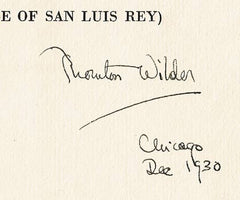 E OF SAN LUIS REY)
Thornton Wilder
Chicago
Dec 1930